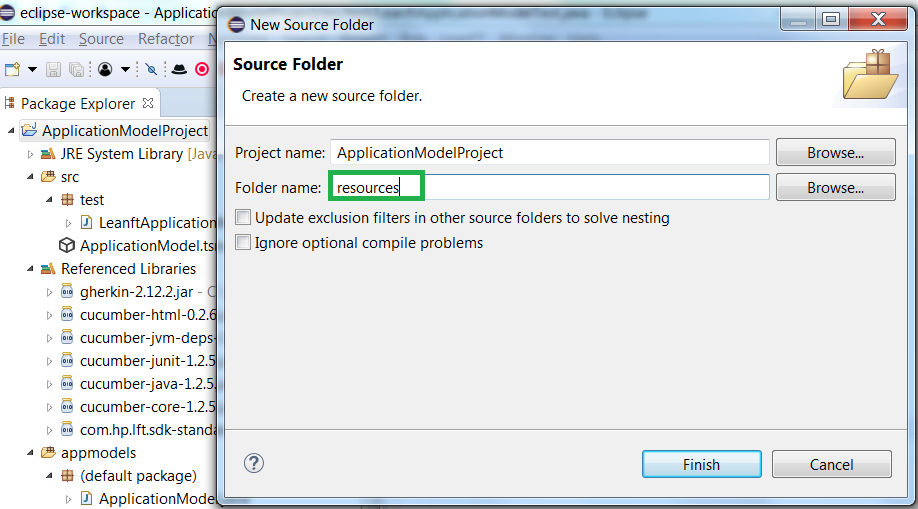 eclipse-workspace - Application
File Edit Source Refactor
Package Explorer
ApplicationModelProject
JRE System Library [Java
src
test
LeanftApplication
ApplicationModel.ts
Referenced Libraries
gherkin-2.12.2.jar -
cucumber-html-0.2.6
cucumber-jvm-deps-
cucumber-junit-1.2.5
cucumber-java-1.2.5
cucumber-core-1.2.5
com.hp.lft.sdk-standa
appmodels
(default package)
ApplicationModel
New Source Folder
Source Folder
Create a new source folder.
Project name: ApplicationModelProject Browse...
Folder name: resources Browse...
Update exclusion filters in other source folders to solve nesting
Ignore optional compile problems
? Finish Cancel